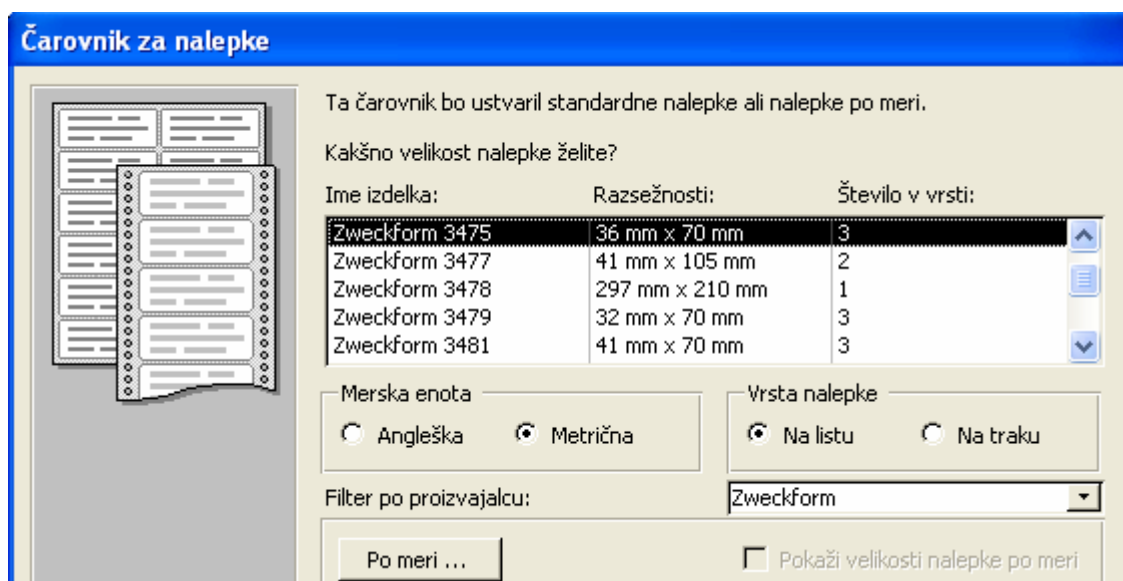 Čarovnik za nalepke
Ta čarovnik bo ustvaril standardne nalepke ali nalepke po meri.
Kakšno velikost nalepke želite?
Ime izdelka: Razsežnosti: Število v vrsti:
Zweckform 3475 36 mm x 70 mm 3
Zweckform 3477 41 mm x 105 mm 2
Zweckform 3478 297 mm x 210 mm 1
Zweckform 3479 32 mm x 70 mm 3
Zweckform 3481 41 mm x 70 mm 3
Merska enota Vrsta nalepke
Angleška Metrična Na listu Na traku
Filter po proizvajalcu: Zweckform
Po meri ... Pokaži velikosti nalepke po meri